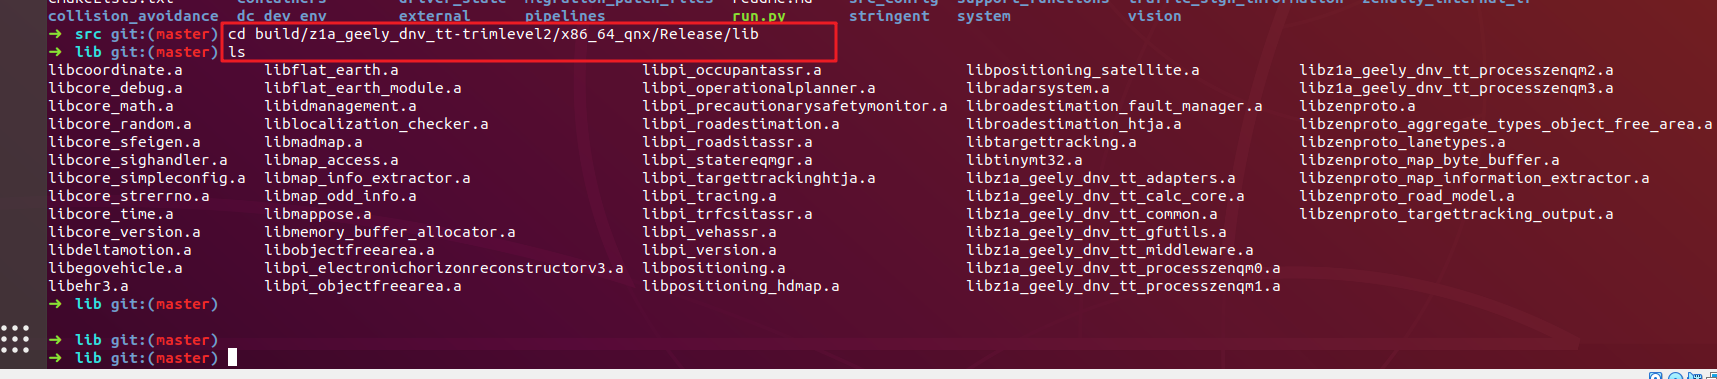 collision_avoidance dc_dev_env external pipelines run.py stringent system vision
➜ src git:(master) cd build/z1a_geely_dnv_tt-trimlevel2/x86_64_qnx/Release/lib
➜ lib git:(master) ls
libcoordinate.a libflat_earth.a libpi_occupantassr.a libpositioning_satellite.a libz1a_geely_dnv_tt_processzenqm2.a
libcore_debug.a libflat_earth_module.a libpi_operationalplanner.a libradarsystem.a libz1a_geely_dnv_tt_processzenqm3.a
libcore_math.a libidmanagement.a libpi_precautionarysafetymonitor.a libroadestimation_fault_manager.a libzenproto.a
libcore_random.a liblocalization_checker.a libpi_roadestimation.a libroadestimation_htja.a libzenproto_aggregate_types_object_free_area.a
libcore_sfeigen.a libmadmap.a libpi_roadsitassr.a libtargettracking.a libzenproto_lanetypes.a
libcore_sighandler.a libmap_access.a libpi_statereqmgr.a libtinymt32.a libzenproto_map_byte_buffer.a
libcore_simpleconfig.a libmap_info_extractor.a libpi_targettrackinghtja.a libz1a_geely_dnv_tt_adapters.a libzenproto_map_information_extractor.a
libcore_strerrno.a libmap_odd_info.a libpi_tracing.a libz1a_geely_dnv_tt_calc_core.a libzenproto_road_model.a
libcore_time.a libmappose.a libpi_trfcsitassr.a libz1a_geely_dnv_tt_common.a libzenproto_targettracking_output.a
libcore_version.a libmemory_buffer_allocator.a libpi_vehassr.a libz1a_geely_dnv_tt_gfutils.a
libdeltamotion.a libobjectfreearea.a libpi_version.a libz1a_geely_dnv_tt_middleware.a
libegovehicle.a libpi_electronichorizonreconstructorv3.a libpositioning.a libz1a_geely_dnv_tt_processzenqm0.a
libehr3.a libpi_objectfreearea.a libpositioning_hdmap.a libz1a_geely_dnv_tt_processzenqm1.a
➜ lib git:(master)
➜ lib git:(master)
➜ lib git:(master)